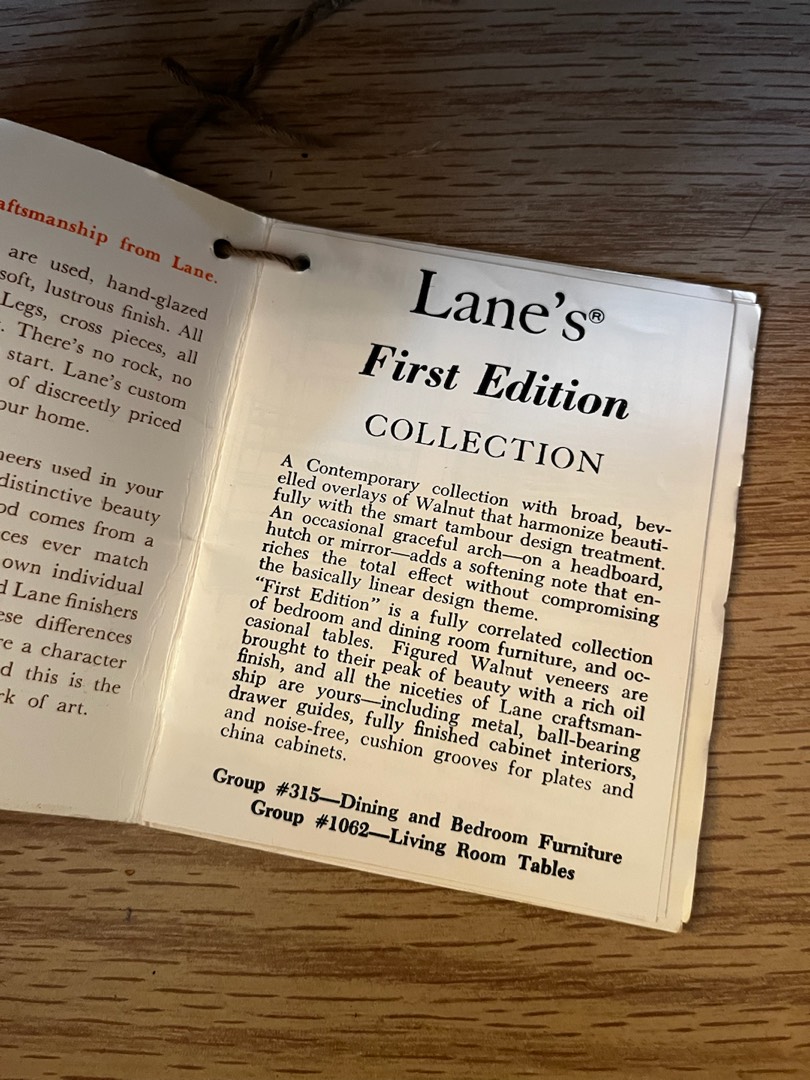 aftsmanship from Lane.
are used, hand-glazed
soft, lustrous finish. All
Legs, cross pieces, all
There's no rock, no
start. Lane's custom
of discreetly priced
our home.
neers used in your
distinctive beauty
od comes from a
ces ever match
own individual
d Lane finishers
ese differences
re a character
d this is the
rk of art.
Lane's®
First Edition
COLLECTION
A Contemporary collection with broad, bev-
elled overlays of Walnut that harmonize beauti-
fully with the smart tambour design treatment.
An occasional graceful arch—on a headboard,
hutch or mirror—adds a softening note that en-
riches the total effect without compromising
the basically linear design theme.
"First Edition" is a fully correlated collection
of bedroom and dining room furniture, and oc-
casional tables. Figured Walnut veneers are
brought to their peak of beauty with a rich oil
finish, and all the niceties of Lane craftsman-
ship are yours—including metal, ball-bearing
drawer guides, fully finished cabinet interiors,
and noise-free, cushion grooves for plates and
china cabinets.
Group #315—Dining and Bedroom Furniture
Group #1062—Living Room Tables